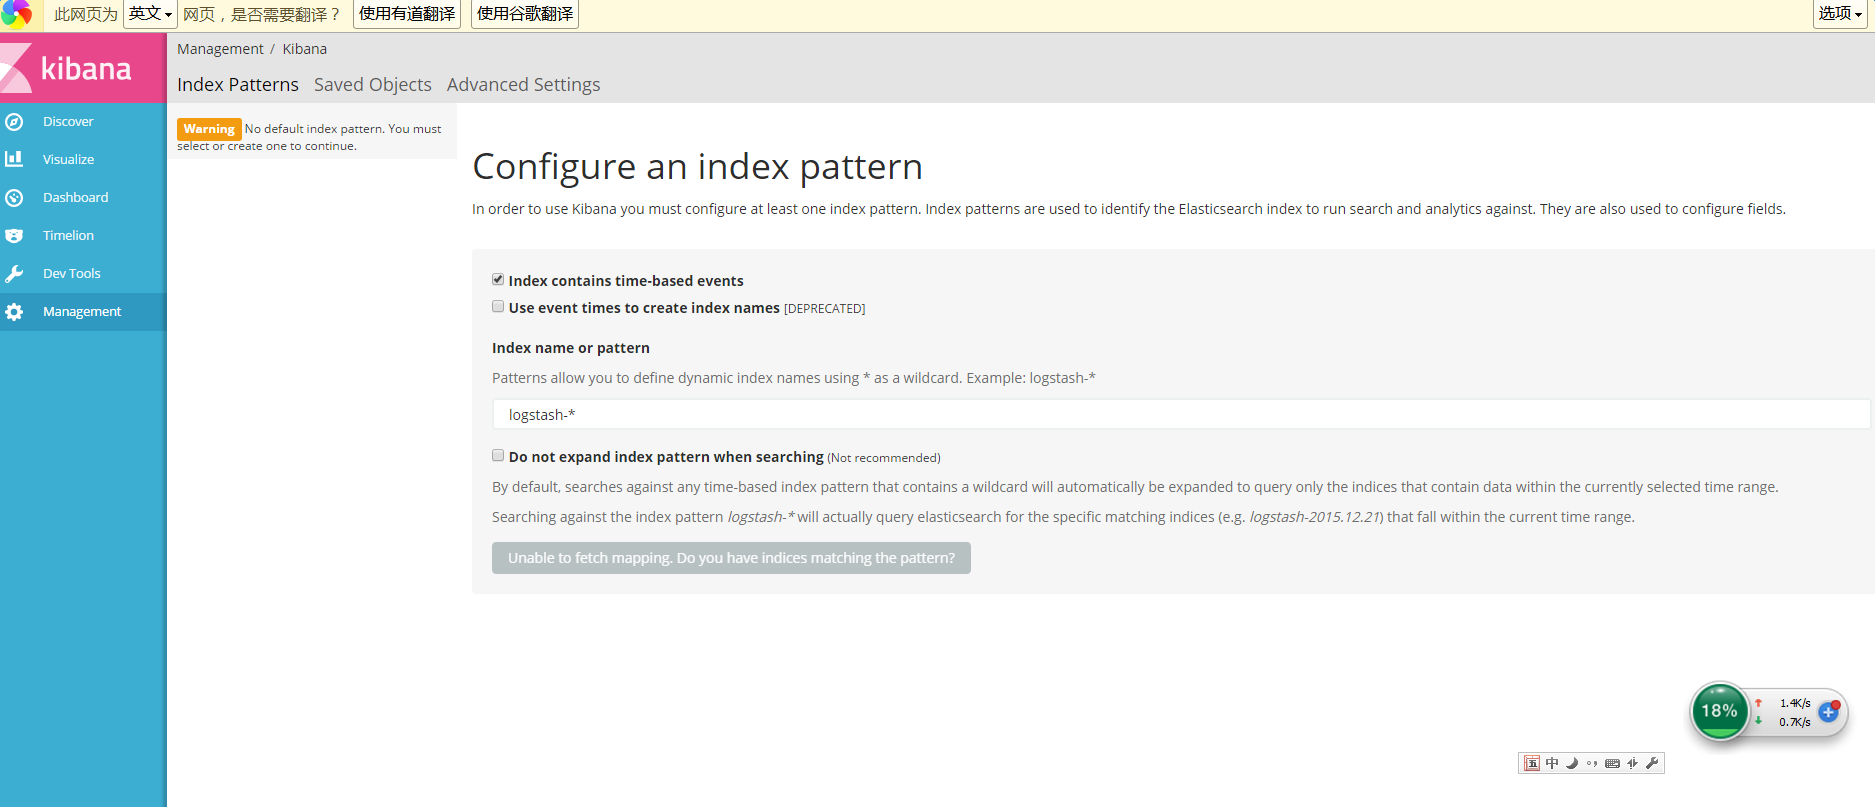 此网页为 英文 网页，是否需要翻译？ 使用有道翻译 使用谷歌翻译 选项
kibana
Discover
Visualize
Dashboard
Timelion
Dev Tools
Management
Management / Kibana
Index Patterns Saved Objects Advanced Settings
Warning No default index pattern. You must
select or create one to continue.
Configure an index pattern
In order to use Kibana you must configure at least one index pattern. Index patterns are used to identify the Elasticsearch index to run search and analytics against. They are also used to configure fields.
Index contains time-based events
Use event times to create index names [DEPRECATED]
Index name or pattern
Patterns allow you to define dynamic index names using * as a wildcard. Example: logstash-*
logstash-*
Do not expand index pattern when searching (Not recommended)
By default, searches against any time-based index pattern that contains a wildcard will automatically be expanded to query only the indices that contain data within the currently selected time range.
Searching against the index pattern logstash-* will actually query elasticsearch for the specific matching indices (e.g. logstash-2015.12.21) that fall within the current time range.
Unable to fetch mapping. Do you have indices matching the pattern?
18%
1.4K/s
0.7K/s
五 中